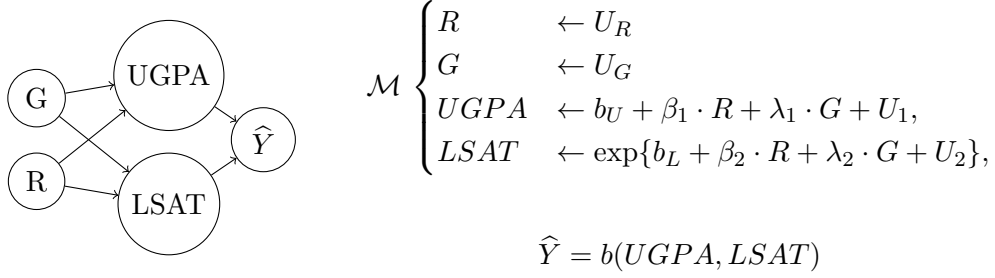 G
R
UGPA
LSAT
Ŷ
M { R ← U_R
G ← U_G
UGPA ← b_U + β_1 · R + λ_1 · G + U_1,
LSAT ← exp{b_L + β_2 · R + λ_2 · G + U_2},
Ŷ = b(UGPA, LSAT)